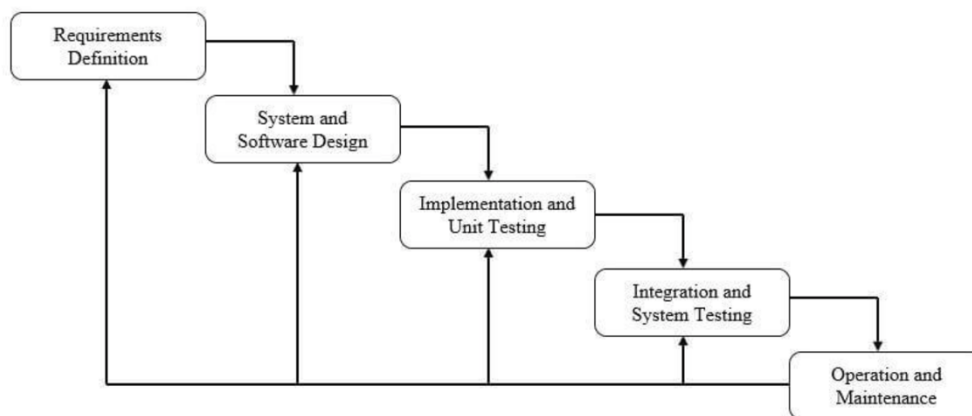 Requirements
Definition
System and
Software Design
Implementation and
Unit Testing
Integration and
System Testing
Operation and
Maintenance